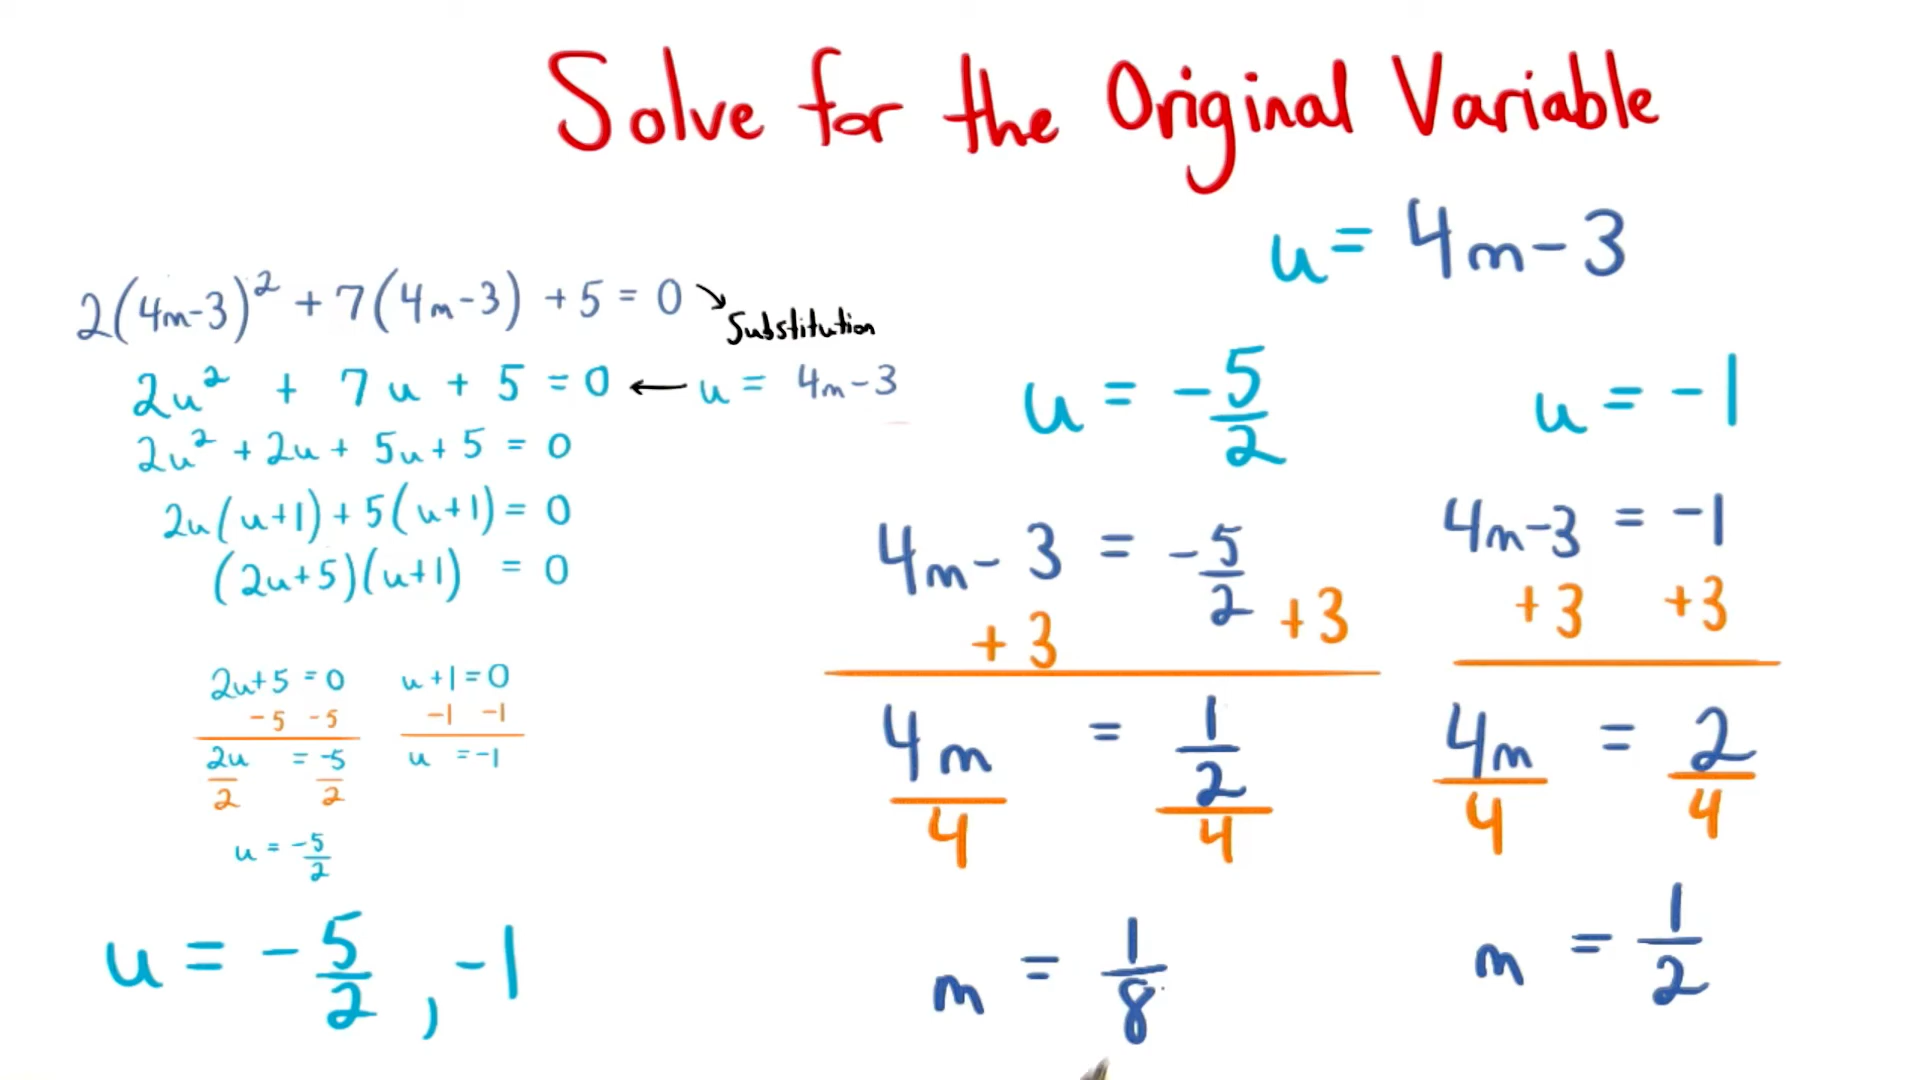 Solve for the Original Variable
2(4m-3)² + 7(4m-3) + 5 = 0
Substitution
2u² + 7u + 5 = 0 ← u = 4m-3
2u² + 2u + 5u + 5 = 0
2u(u+1) + 5(u+1) = 0
(2u+5)(u+1) = 0
2u+5 = 0
-5 -5
2u/2 = -5/2
u = -5/2
u+1 = 0
-1 -1
u = -1
u = -5/2, -1
u = 4m-3
u = -5/2
4m-3 = -5/2
+3 +3
4m/4 = 1/2/4
m = 1/8
u = -1
4m-3 = -1
+3 +3
4m/4 = 2/4
m = 1/2